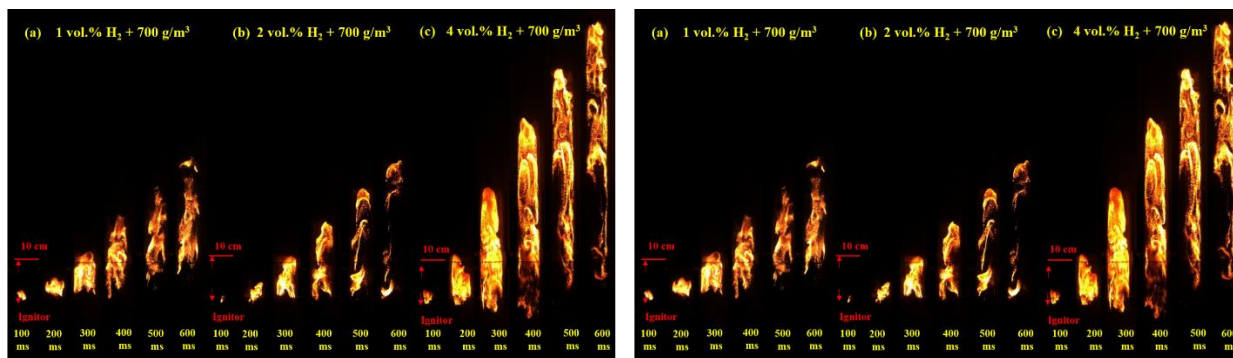 (a) 1 vol.% H₂ + 700 g/m³ (b) 2 vol.% H₂ + 700 g/m³ (c) 4 vol.% H₂ + 700 g/m³
10 cm 10 cm 10 cm
Ignitor Ignitor Ignitor
100 200 300 400 500 600 100 200 300 400 500 600 100 200 300 400 500 600
ms ms ms ms ms ms ms ms ms ms ms ms ms ms ms ms ms ms
(a) 1 vol.% H₂ + 700 g/m³ (b) 2 vol.% H₂ + 700 g/m³ (c) 4 vol.% H₂ + 700 g/m³
10 cm 10 cm 10 cm
Ignitor Ignitor Ignitor
100 200 300 400 500 600 100 200 300 400 500 600 100 200 300 400 500 600
ms ms ms ms ms ms ms ms ms ms ms ms ms ms ms ms ms ms